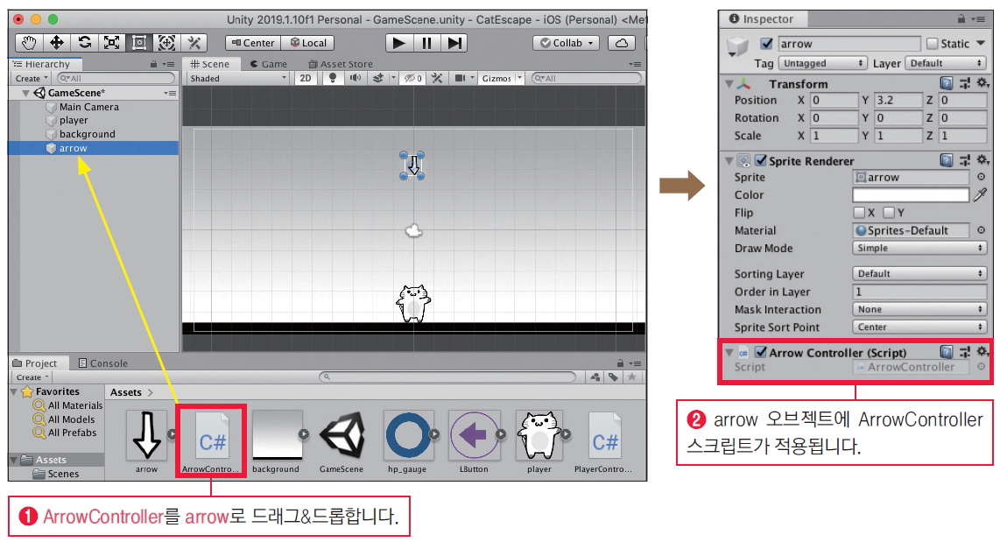 Unity 2019.1.10f1 Personal - GameScene.unity - CatEscape - iOS (Personal) <Met
Center Local Collab
Hierarchy
Create All
GameScene*
Main Camera
player
background
arrow
Scene Game Asset Store
Shaded 2D 0 Gizmos All
Project Console
Create
Favorites
All Materials
All Models
All Prefabs
Assets
Scenes
Assets >
C# C#
arrow ArrowContro... background GameScene hp_gauge LButton player PlayerContro...
❶ ArrowController를 arrow로 드래그&드롭합니다.
Inspector
arrow Static
Tag Untagged Layer Default
Transform
Position X 0 Y 3.2 Z 0
Rotation X 0 Y 0 Z 0
Scale X 1 Y 1 Z 1
Sprite Renderer
Sprite arrow
Color
Flip X Y
Material Sprites-Default
Draw Mode Simple
Sorting Layer Default
Order in Layer 1
Mask Interaction None
Sprite Sort Point Center
Arrow Controller (Script)
Script ArrowController
❷ arrow 오브젝트에 ArrowController
스크립트가 적용됩니다.